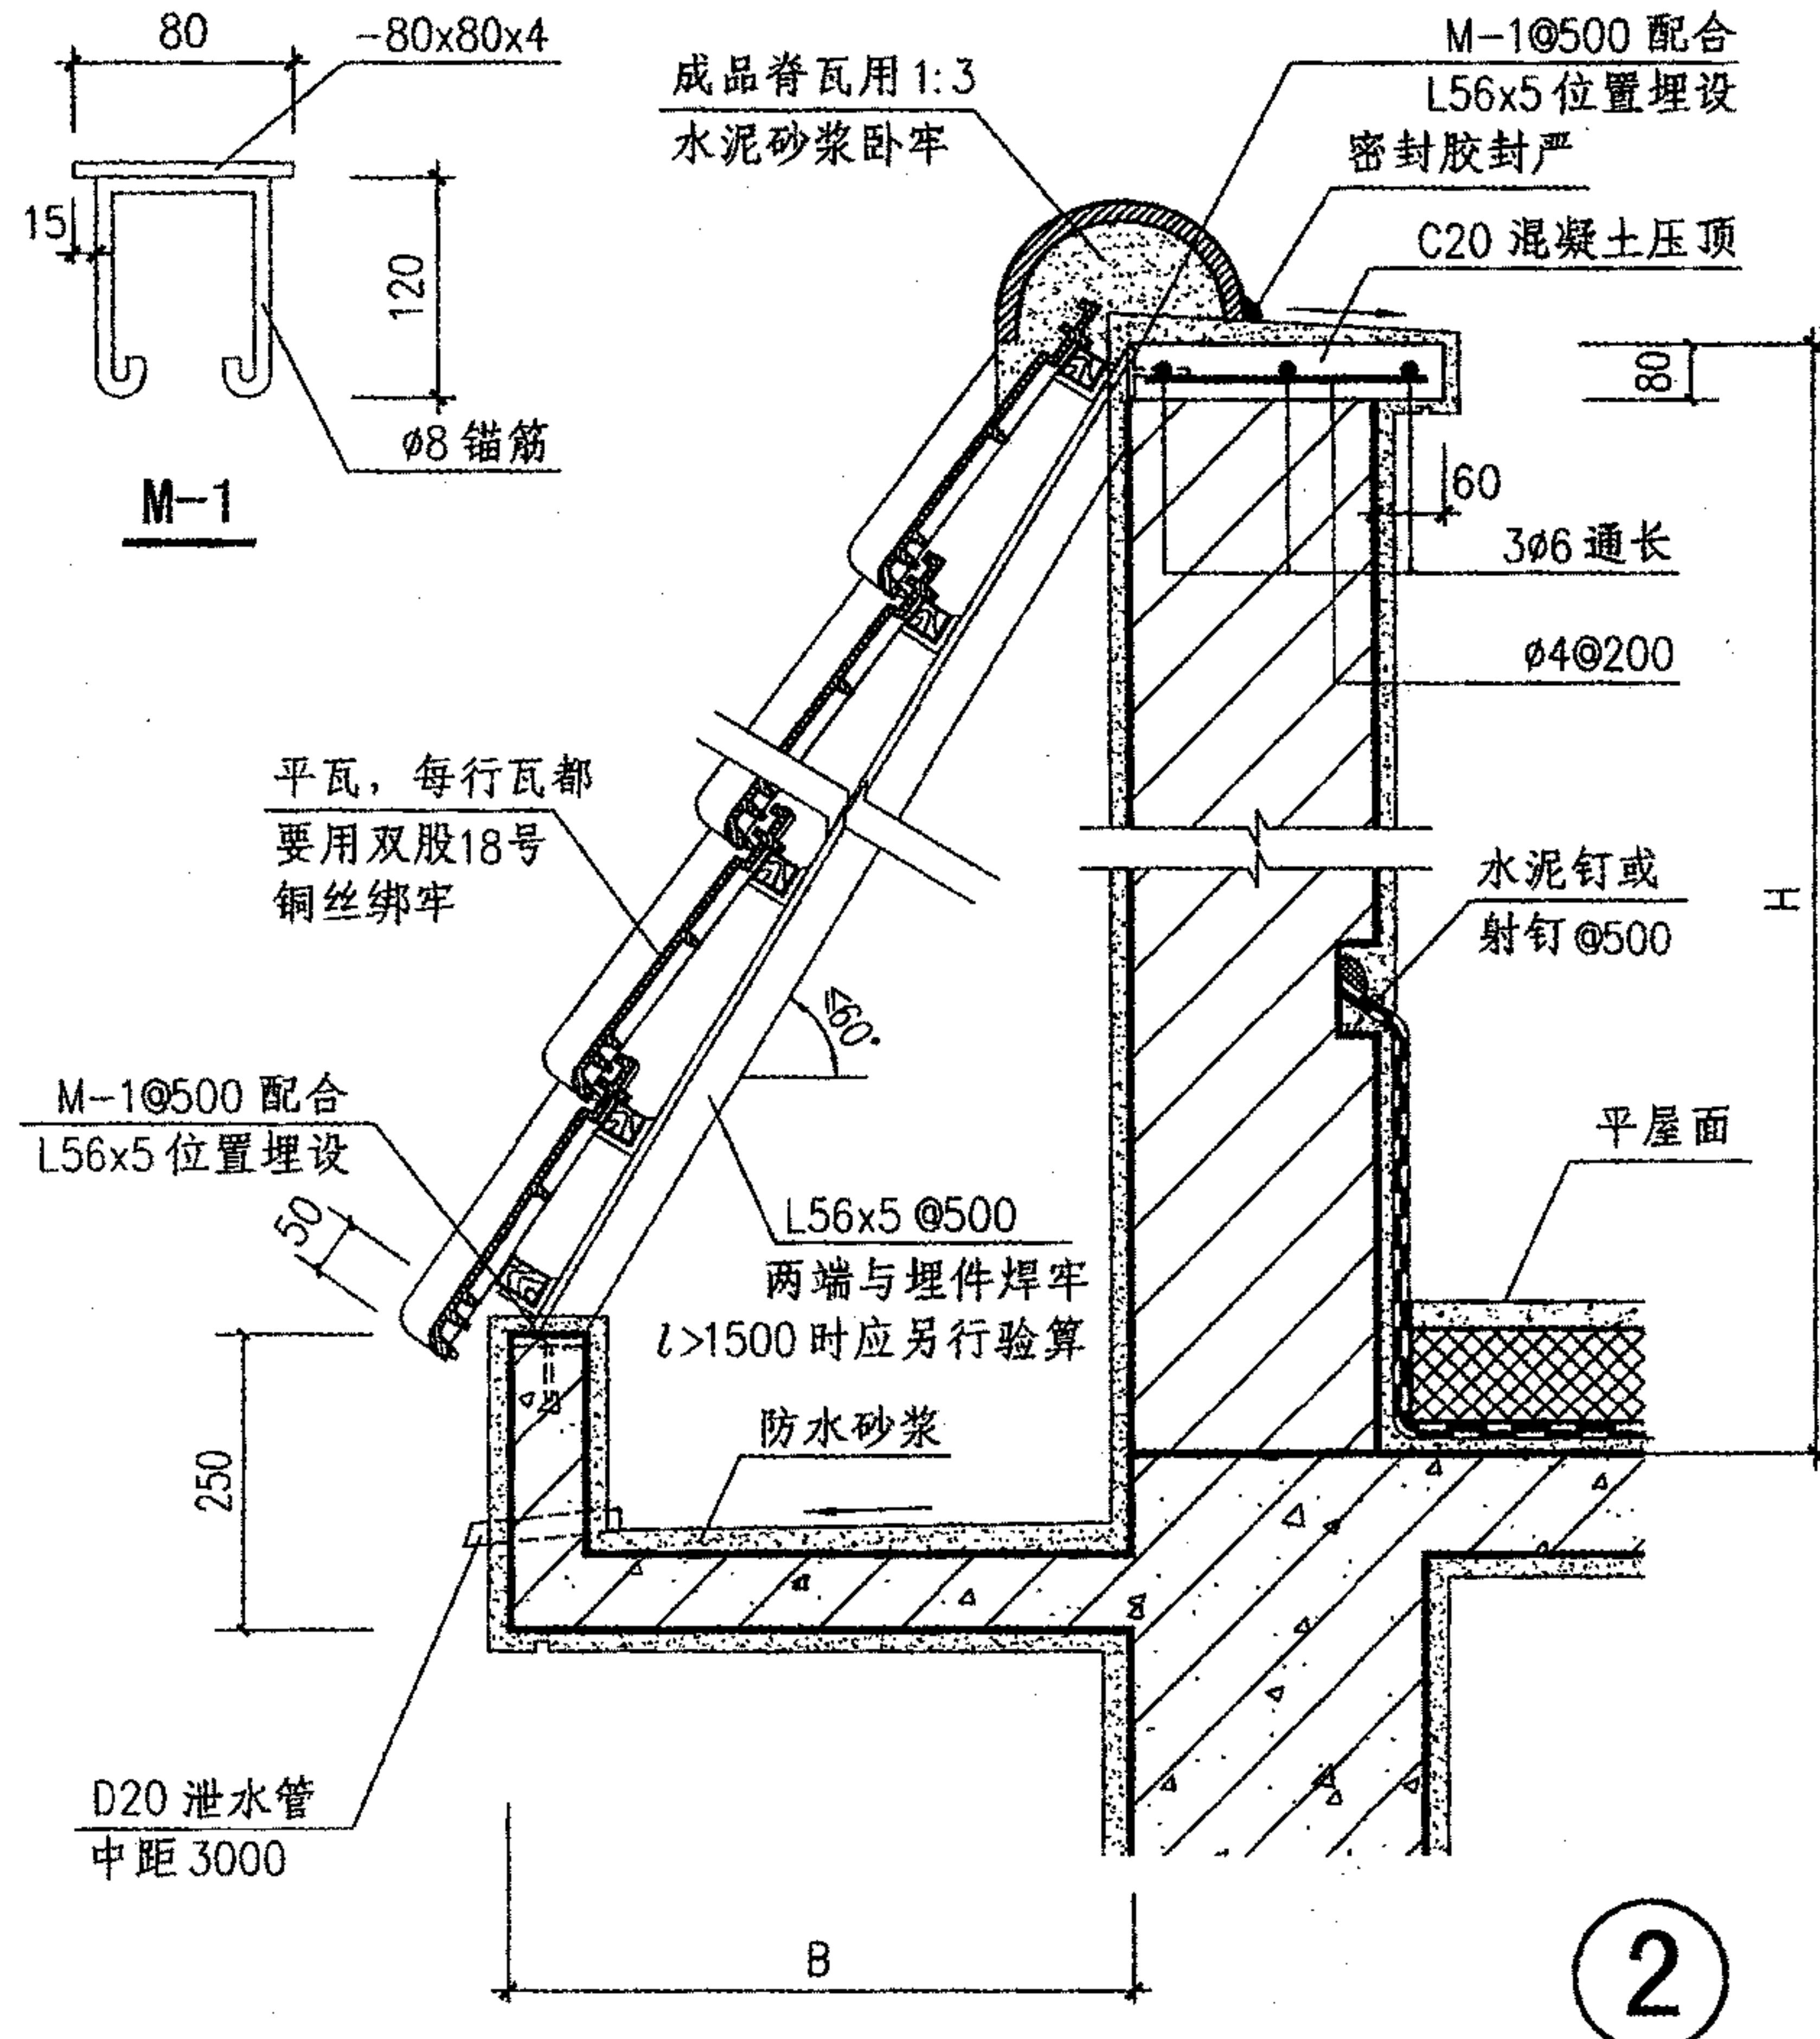 80
-80x80x4
15
120
ø8 锚筋
M-1
成品脊瓦用 1:3
水泥砂浆卧牢
M-1@500 配合
L56x5 位置埋设
密封胶封严
C20 混凝土压顶
80
60
3ø6 通长
ø4@200
平瓦，每行瓦都
要用双股18号
铜丝绑牢
水泥钉或
射钉 @500
H
≥60°
M-1@500 配合
L56x5 位置埋设
平屋面
50
L56x5 @500
两端与埋件焊牢
l>1500 时应另行验算
防水砂浆
250
D20 泄水管
中距 3000
B
2